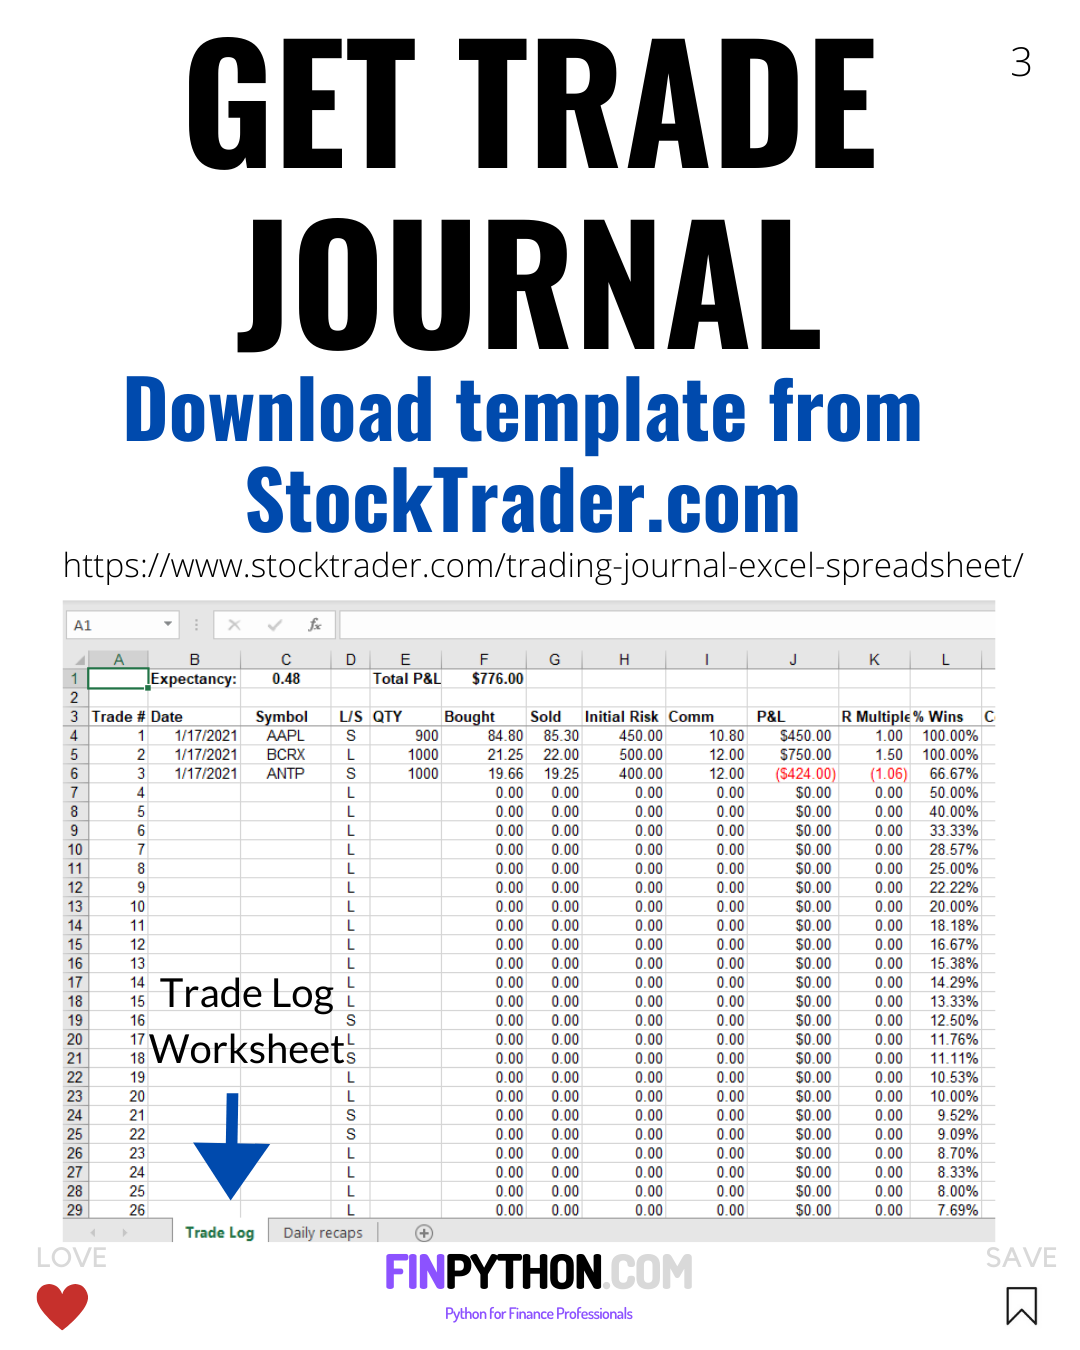 GET TRADE
3
JOURNAL
Download template from
StockTrader.com
https://www.stocktrader.com/trading-journal-excel-spreadsheet/
A1 fx
A B C D E F G H I J K L
1 Expectancy: 0.48 Total P&L $776.00
2
3 Trade # Date Symbol L/S QTY Bought Sold Initial Risk Comm P&L R Multiple % Wins C
4 1 1/17/2021 AAPL S 900 84.80 85.30 450.00 10.80 $450.00 1.00 100.00%
5 2 1/17/2021 BCRX L 1000 21.25 22.00 500.00 12.00 $750.00 1.50 100.00%
6 3 1/17/2021 ANTP S 1000 19.66 19.25 400.00 12.00 ($424.00) (1.06) 66.67%
7 4 L 0.00 0.00 0.00 0.00 $0.00 0.00 50.00%
8 5 L 0.00 0.00 0.00 0.00 $0.00 0.00 40.00%
9 6 L 0.00 0.00 0.00 0.00 $0.00 0.00 33.33%
10 7 L 0.00 0.00 0.00 0.00 $0.00 0.00 28.57%
11 8 L 0.00 0.00 0.00 0.00 $0.00 0.00 25.00%
12 9 L 0.00 0.00 0.00 0.00 $0.00 0.00 22.22%
13 10 L 0.00 0.00 0.00 0.00 $0.00 0.00 20.00%
14 11 L 0.00 0.00 0.00 0.00 $0.00 0.00 18.18%
15 12 L 0.00 0.00 0.00 0.00 $0.00 0.00 16.67%
16 13 L 0.00 0.00 0.00 0.00 $0.00 0.00 15.38%
17 14 L 0.00 0.00 0.00 0.00 $0.00 0.00 14.29%
Trade Log
18 15 L 0.00 0.00 0.00 0.00 $0.00 0.00 13.33%
19 16 S 0.00 0.00 0.00 0.00 $0.00 0.00 12.50%
20 17 L 0.00 0.00 0.00 0.00 $0.00 0.00 11.76%
Worksheet
21 18 S 0.00 0.00 0.00 0.00 $0.00 0.00 11.11%
22 19 L 0.00 0.00 0.00 0.00 $0.00 0.00 10.53%
23 20 L 0.00 0.00 0.00 0.00 $0.00 0.00 10.00%
24 21 S 0.00 0.00 0.00 0.00 $0.00 0.00 9.52%
25 22 S 0.00 0.00 0.00 0.00 $0.00 0.00 9.09%
26 23 L 0.00 0.00 0.00 0.00 $0.00 0.00 8.70%
27 24 L 0.00 0.00 0.00 0.00 $0.00 0.00 8.33%
28 25 L 0.00 0.00 0.00 0.00 $0.00 0.00 8.00%
29 26 L 0.00 0.00 0.00 0.00 $0.00 0.00 7.69%
Trade Log Daily recaps
LOVE
FINPYTHON.COM
SAVE
Python for Finance Professionals